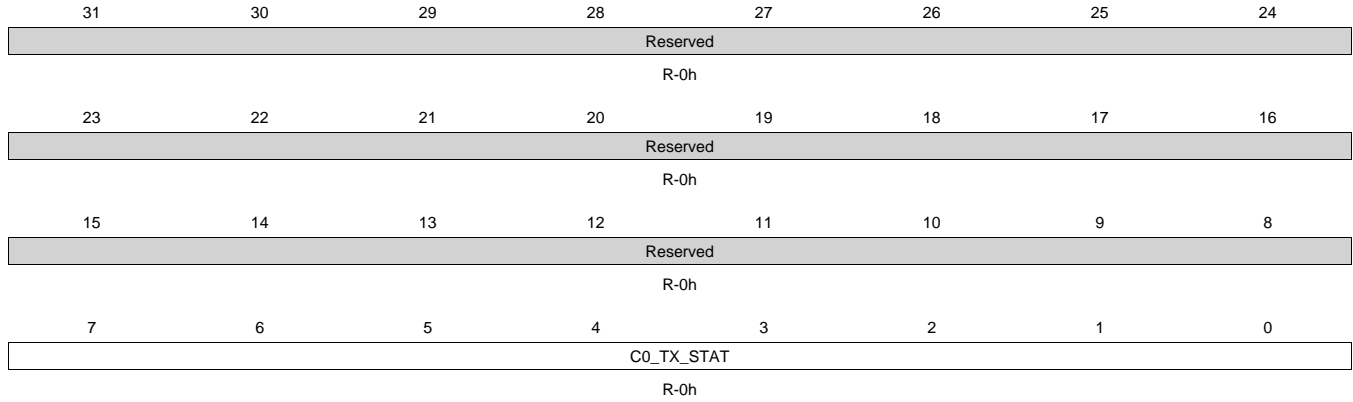 31 30 29 28 27 26 25 24
Reserved
R-0h
23 22 21 20 19 18 17 16
Reserved
R-0h
15 14 13 12 11 10 9 8
Reserved
R-0h
7 6 5 4 3 2 1 0
C0_TX_STAT
R-0h